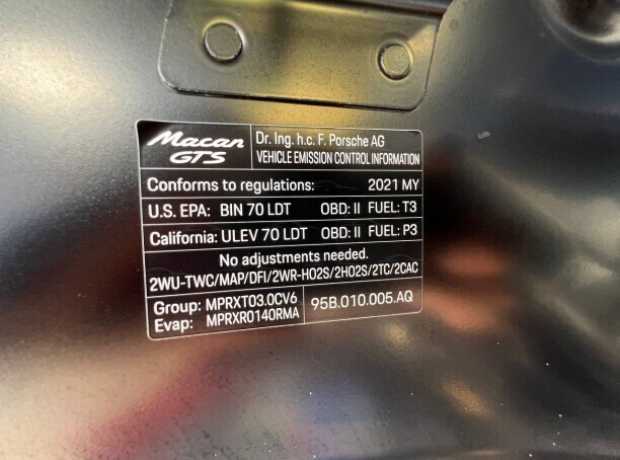 Macan GTS
Dr. Ing. h.c. F. Porsche AG
VEHICLE EMISSION CONTROL INFORMATION
Conforms to regulations: 2021 MY
U.S. EPA: BIN 70 LDT OBD: II FUEL: T3
California: ULEV 70 LDT OBD: II FUEL: P3
No adjustments needed.
2WU-TWC/MAP/DFI/2WR-HO2S/2HO2S/2TC/2CAC
Group: MPRXT03.0CV6
Evap: MPRXR0140RMA
95B.010.005.AQ